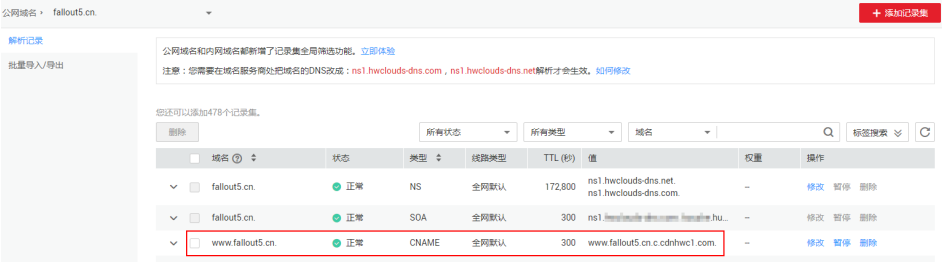 公网域名 › fallout5.cn.
+ 添加记录集
解析记录
批量导入/导出
公网域名和内网域名都新增了记录集全局筛选功能。立即体验
注意：您需要在域名服务商处把域名的DNS改成：ns1.hwclouds-dns.com，ns1.hwclouds-dns.net解析才会生效。如何修改
您还可以添加478个记录集。
删除 所有状态 所有类型 域名 标签搜索
域名 ? 状态 类型 线路类型 TTL (秒) 值 权重 操作
fallout5.cn. 正常 NS 全网默认 172,800 ns1.hwclouds-dns.net. – 修改 暂停 删除
ns1.hwclouds-dns.com.
fallout5.cn. 正常 SOA 全网默认 300 ns1. hu... – 修改 暂停 删除
www.fallout5.cn. 正常 CNAME 全网默认 300 www.fallout5.cn.c.cdnhwc1.com. – 修改 暂停 删除